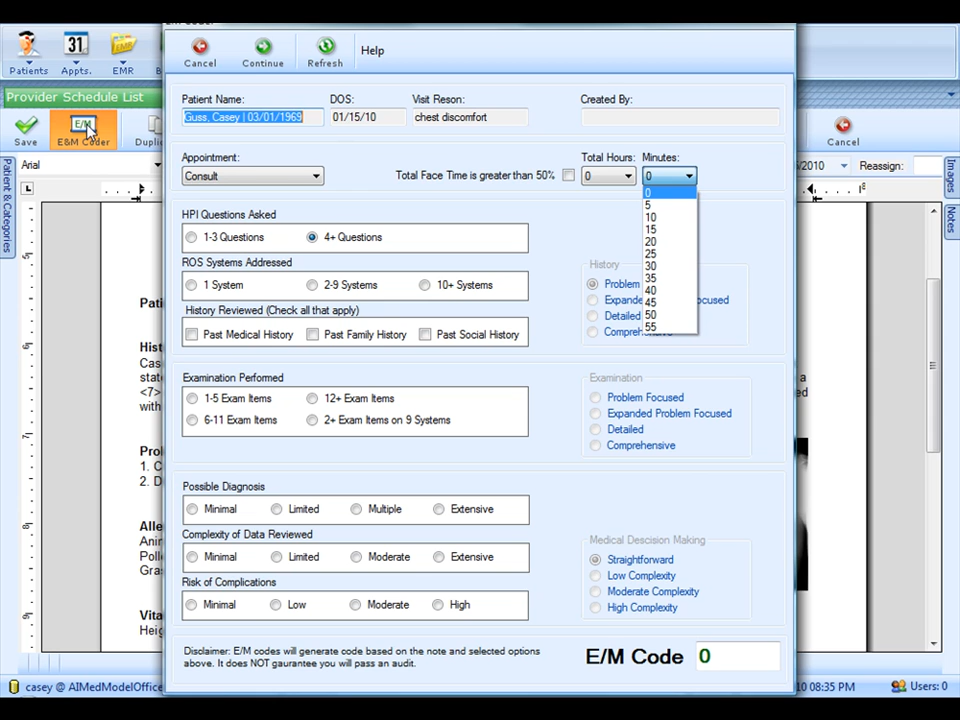 31
EMR
Patients Appts. EMR
Provider Schedule List
Save E&M Coder
Cancel
Arial
/2010 Reassign:
Patient & Categories
Images
Notes
L
Cancel Continue Refresh Help
Patient Name: DOS: Visit Reson: Created By:
Guss, Casey | 03/01/1969 01/15/10 chest discomfort
Appointment: Total Hours: Minutes:
Consult Total Face Time is greater than 50% 0 0
0
5
10
15
20
25
30
35
40
45
50
55
HPI Questions Asked
1-3 Questions 4+ Questions
ROS Systems Addressed
1 System 2-9 Systems 10+ Systems
History Reviewed (Check all that apply)
Past Medical History Past Family History Past Social History
History
Problem
Detailed
Examination Performed
1-5 Exam Items 12+ Exam Items
6-11 Exam Items 2+ Exam Items on 9 Systems
Examination
Problem Focused
Expanded Problem Focused
Detailed
Comprehensive
Possible Diagnosis
Minimal Limited Multiple Extensive
Complexity of Data Reviewed
Minimal Limited Moderate Extensive
Risk of Complications
Minimal Low Moderate High
Medical Descision Making
Straightforward
Low Complexity
Moderate Complexity
High Complexity
Disclaimer: E/M codes will generate code based on the note and selected options
above. It does NOT gaurantee you will pass an audit.
E/M Code 0
<7>
with
1. C
2. D
casey @ AIMedModelOffice
10 08:35 PM Users: 0